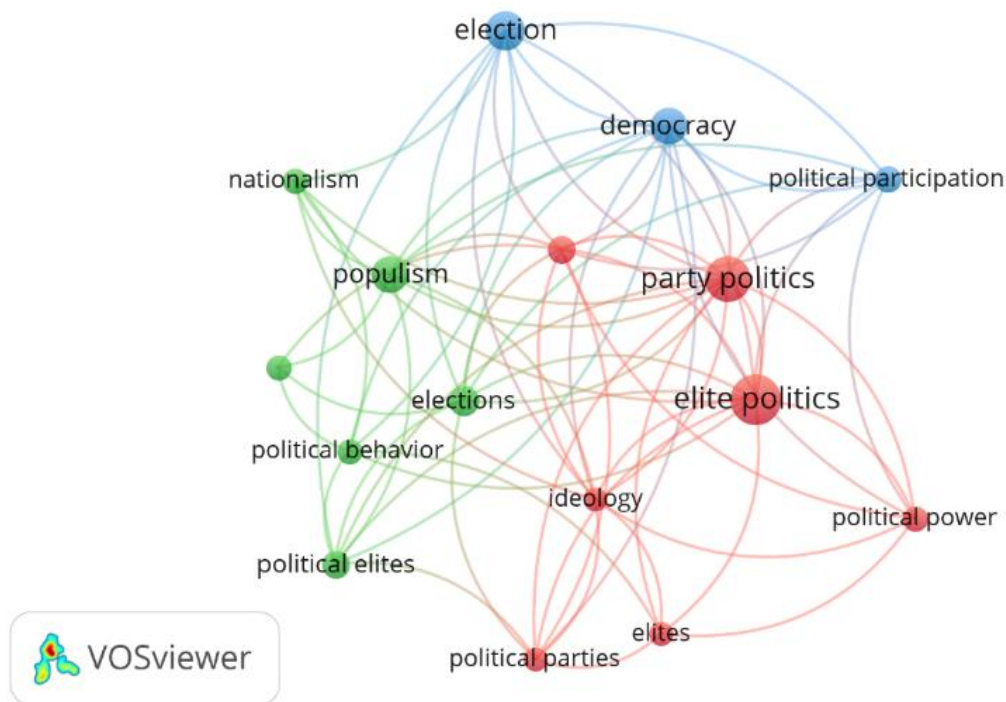 election
democracy
nationalism
political participation
populism
party politics
elections
elite politics
political behavior
ideology
political power
political elites
elites
political parties
VOSviewer